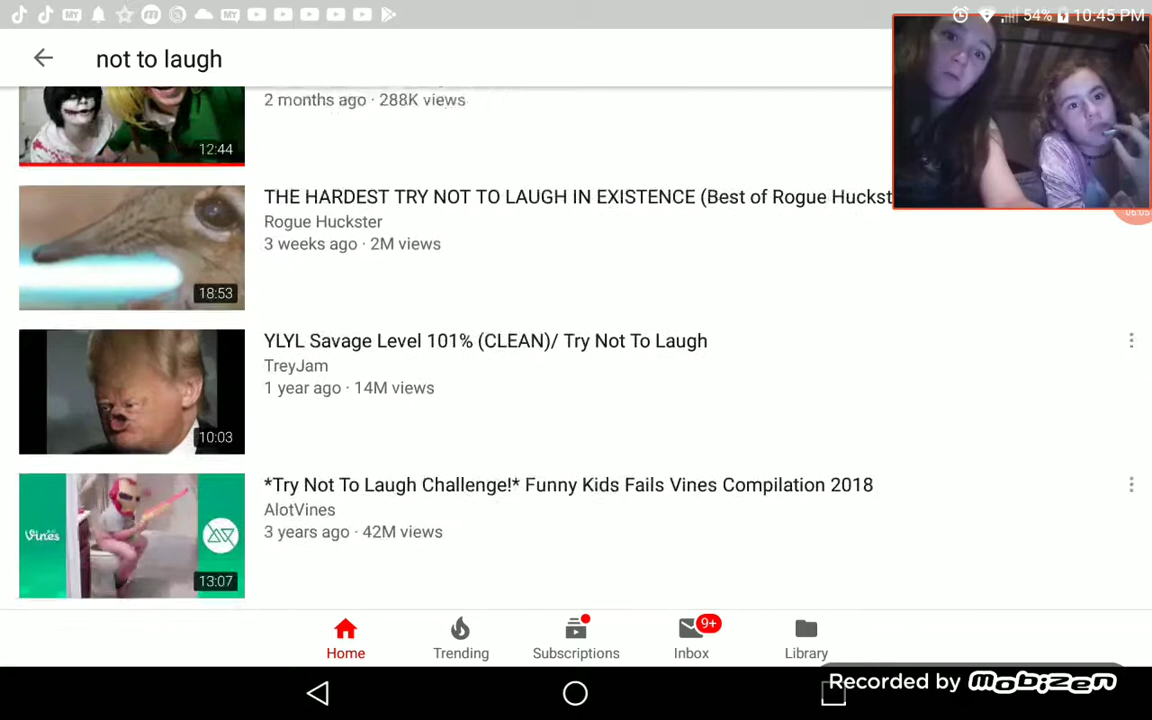 MY
MY
54%
10:45 PM
not to laugh
2 months ago · 288K views
12:44
06:05
THE HARDEST TRY NOT TO LAUGH IN EXISTENCE (Best of Rogue Huckst
Rogue Huckster
3 weeks ago · 2M views
18:53
YLYL Savage Level 101% (CLEAN)/ Try Not To Laugh
TreyJam
1 year ago · 14M views
10:03
*Try Not To Laugh Challenge!* Funny Kids Fails Vines Compilation 2018
AlotVines
3 years ago · 42M views
Vines
13:07
9+
Home Trending Subscriptions Inbox Library
Recorded by mobizen